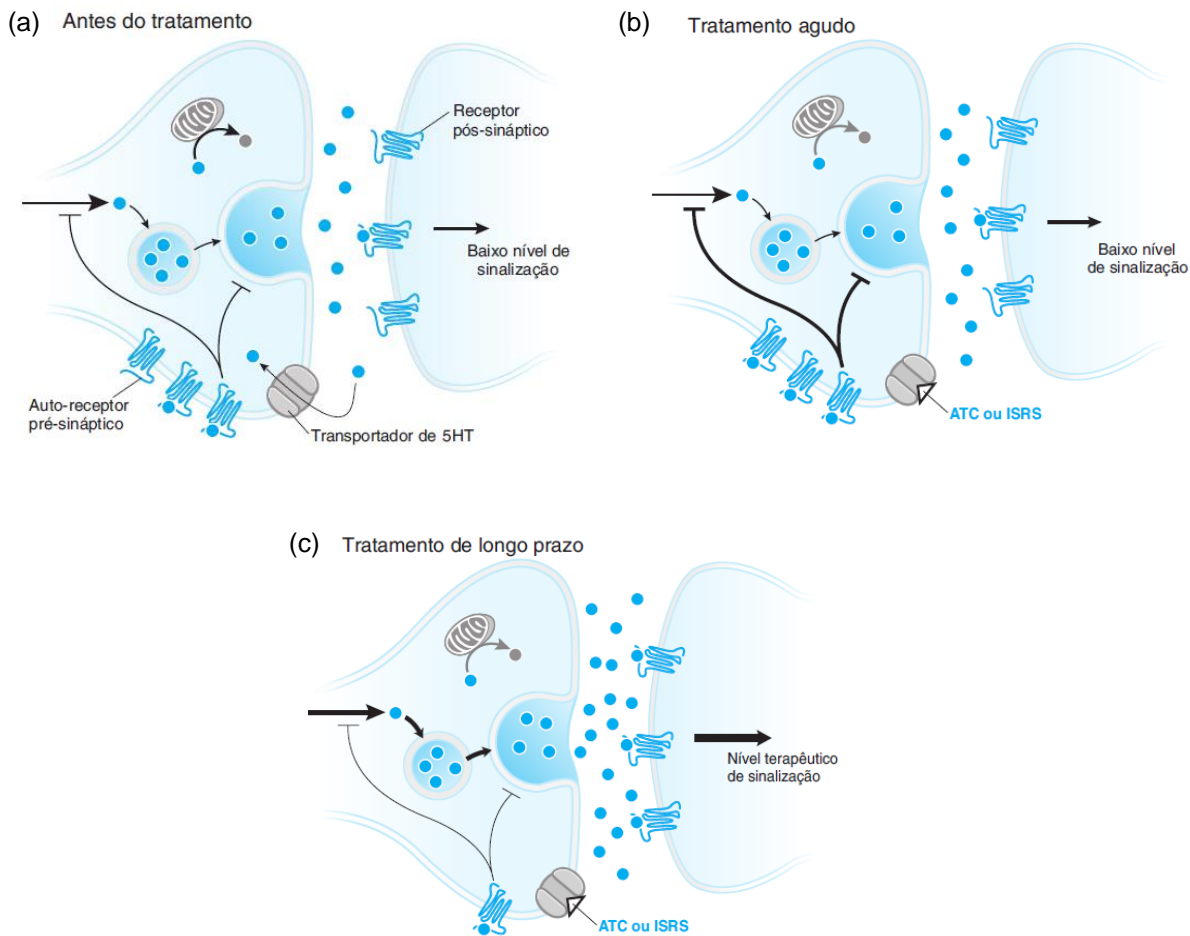 (a) Antes do tratamento
Receptor
pós-sináptico
Baixo nível de
sinalização
Auto-receptor
pré-sináptico
Transportador de 5HT
(b) Tratamento agudo
Baixo nível
de sinalização
ATC ou ISRS
(c) Tratamento de longo prazo
Nível terapêutico
de sinalização
ATC ou ISRS